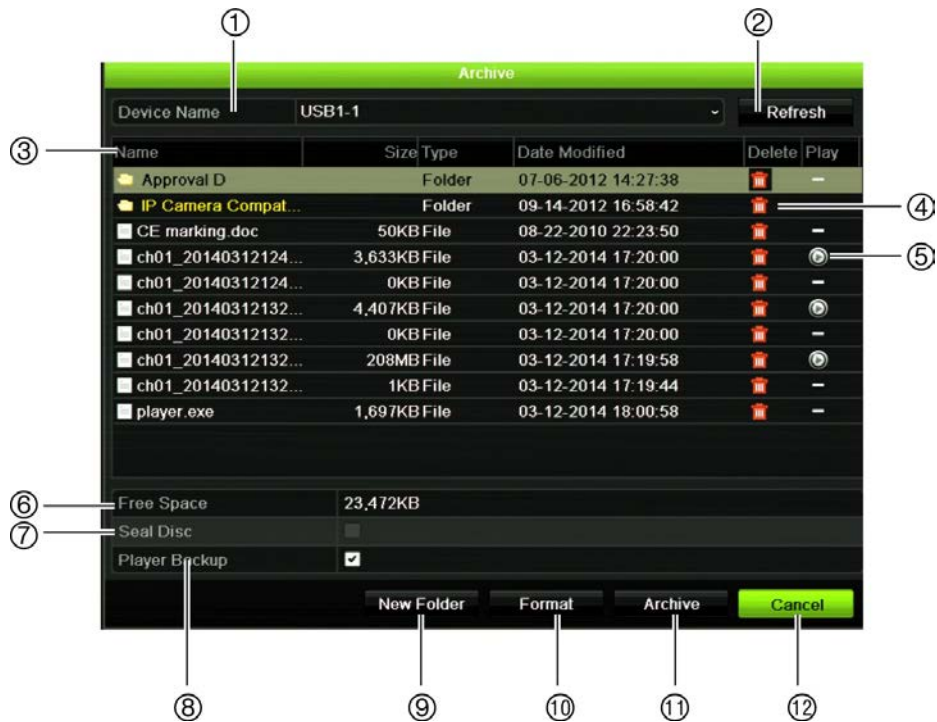 ① ②
Archive
Device Name USB1-1 Refresh
③ Name Size Type Date Modified Delete Play
Approval D Folder 07-06-2012 14:27:38 –
IP Camera Compat... Folder 09-14-2012 16:58:42 ④
CE marking.doc 50KB File 08-22-2010 22:23:50 –
ch01_20140312124... 3,633KB File 03-12-2014 17:20:00 ⑤
ch01_20140312124... 0KB File 03-12-2014 17:20:00 –
ch01_20140312132... 4,407KB File 03-12-2014 17:20:00
ch01_20140312132... 0KB File 03-12-2014 17:20:00 –
ch01_20140312132... 208MB File 03-12-2014 17:19:58
ch01_20140312132... 1KB File 03-12-2014 17:19:44 –
player.exe 1,697KB File 03-12-2014 18:00:58 –
⑥ Free Space 23,472KB
⑦ Seal Disc
Player Backup
New Folder Format Archive Cancel
⑧ ⑨ ⑩ ⑪ ⑫